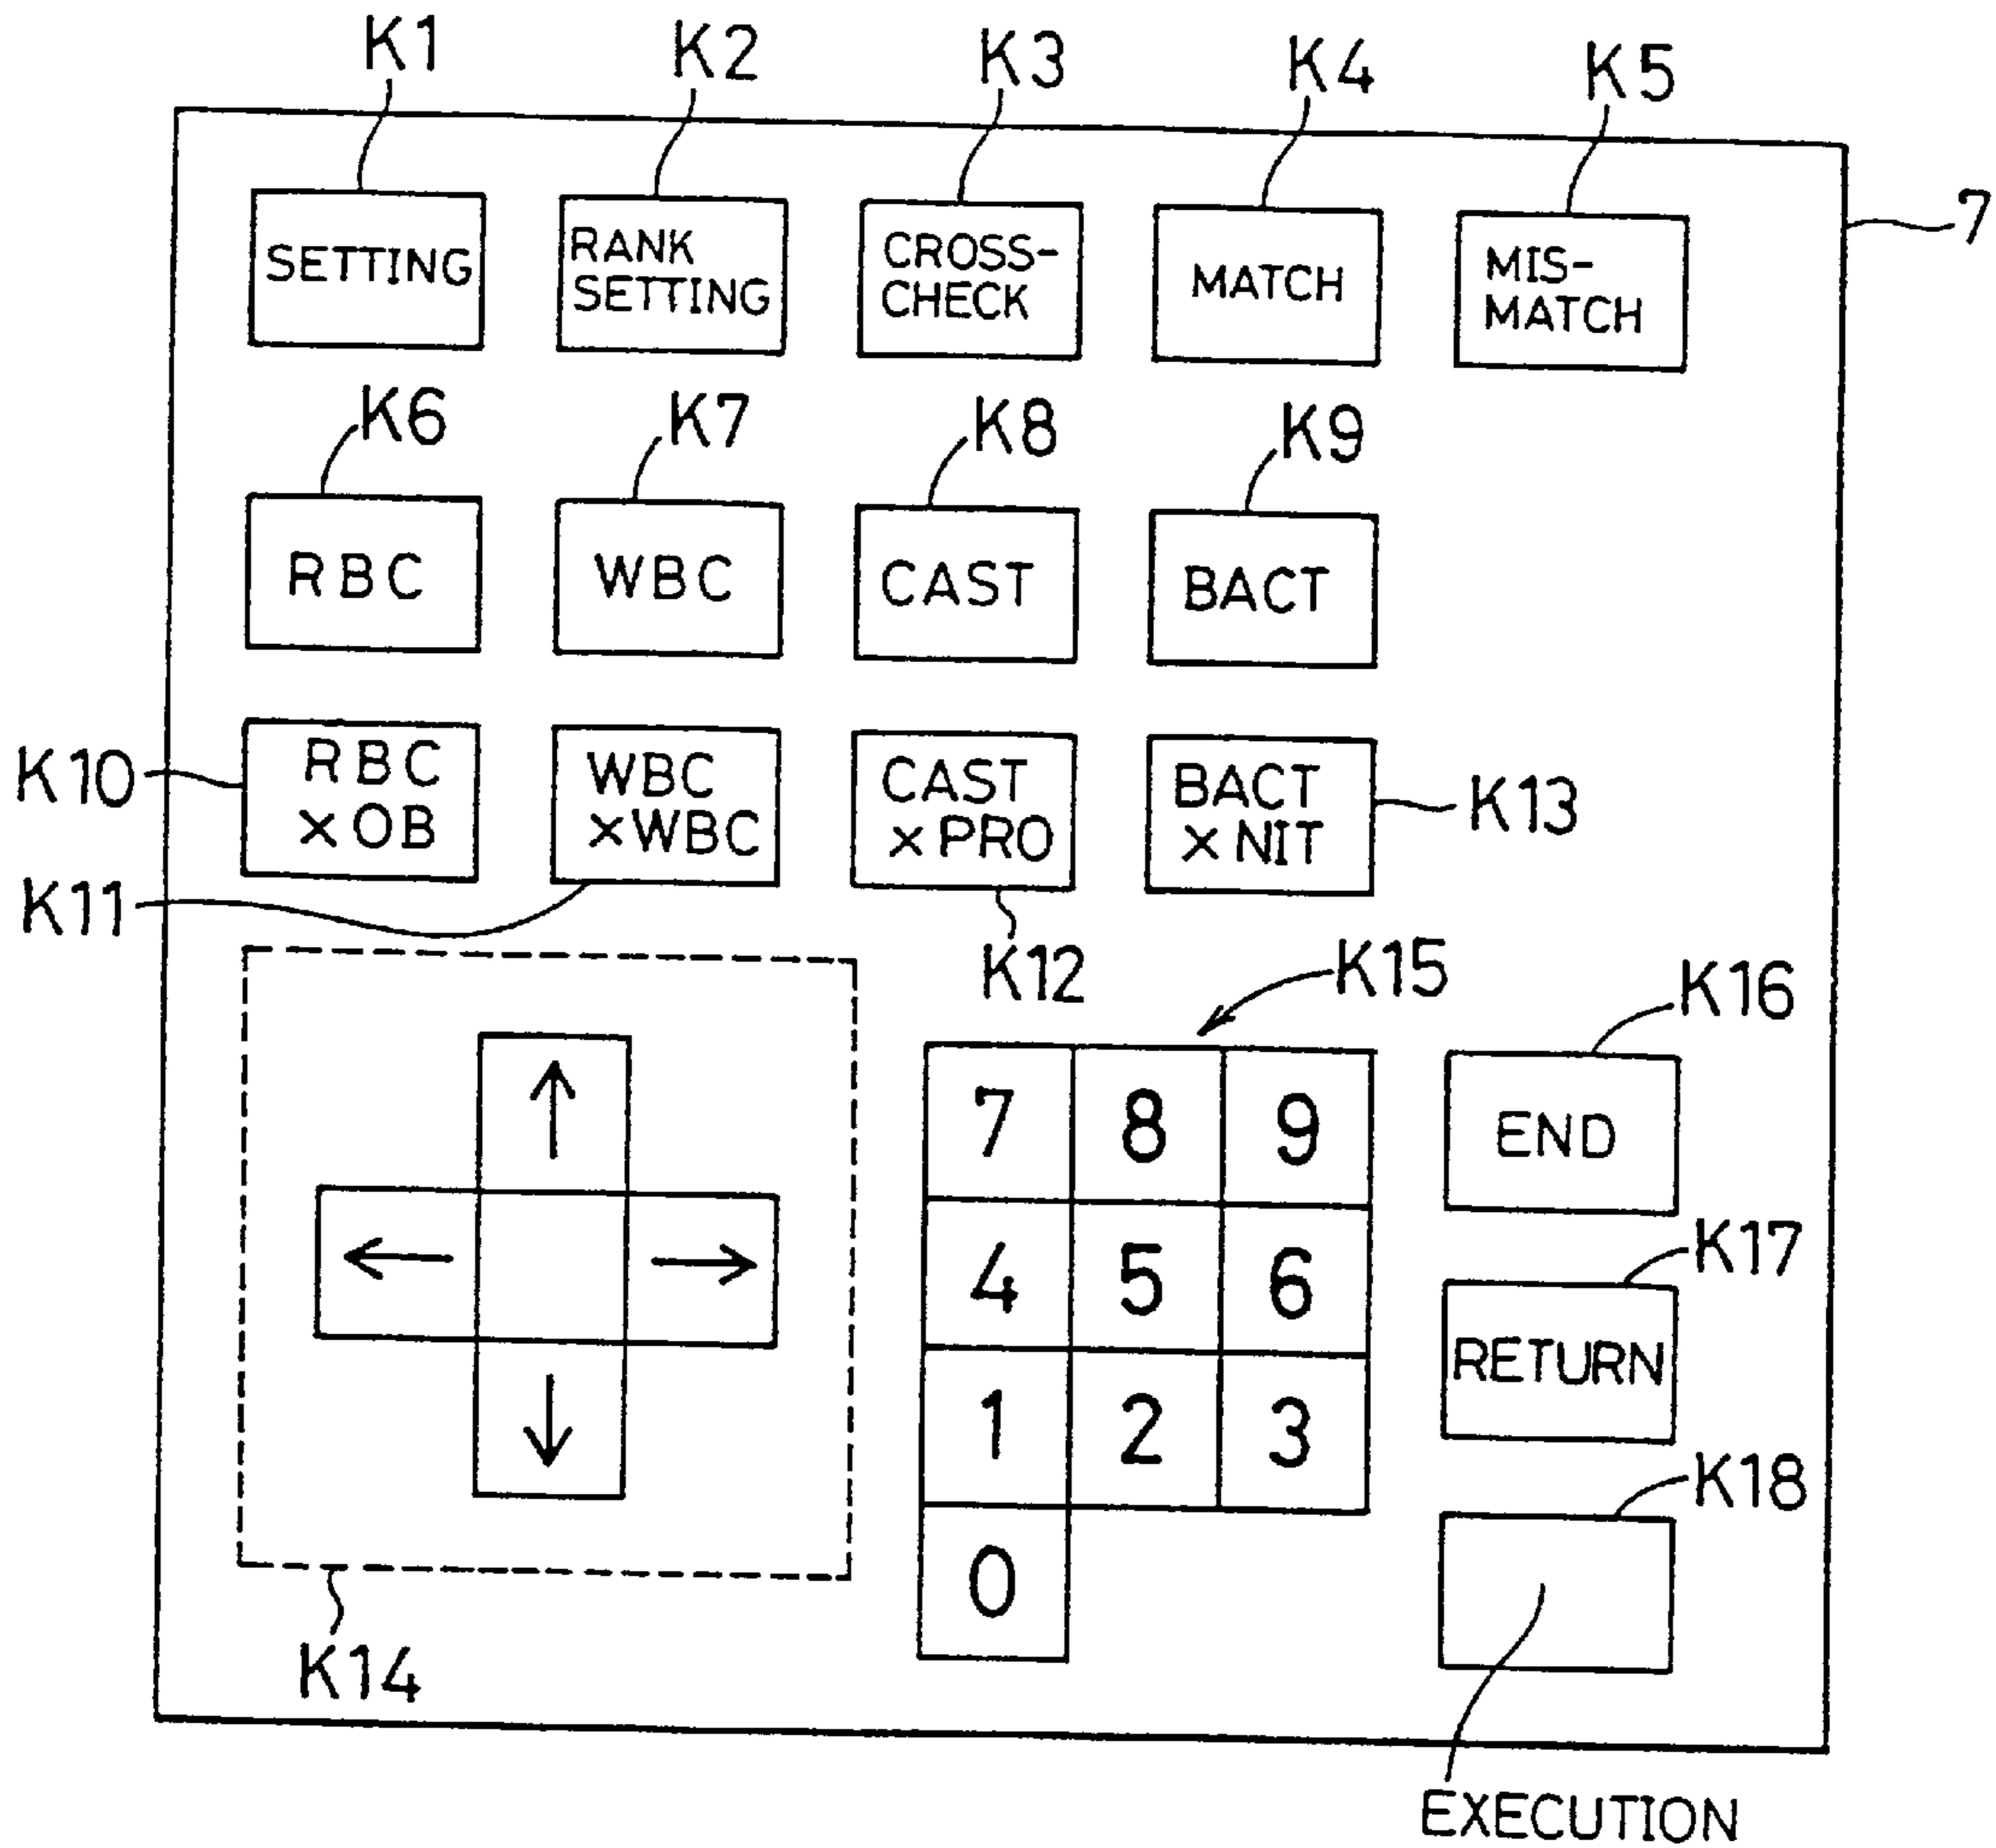 K1 K2 K3 K4 K5
7
SETTING
RANK
SETTING
CROSS-
CHECK
MATCH
MIS-
MATCH
K6 K7 K8 K9
RBC
WBC
CAST
BACT
K10
RBC
×OB
WBC
×WBC
CAST
×PRO
BACT
×NIT
K13
K11
K12
K15
K16
7 8 9
END
K17
4 5 6
RETURN
1 2 3
K18
0
K14
EXECUTION